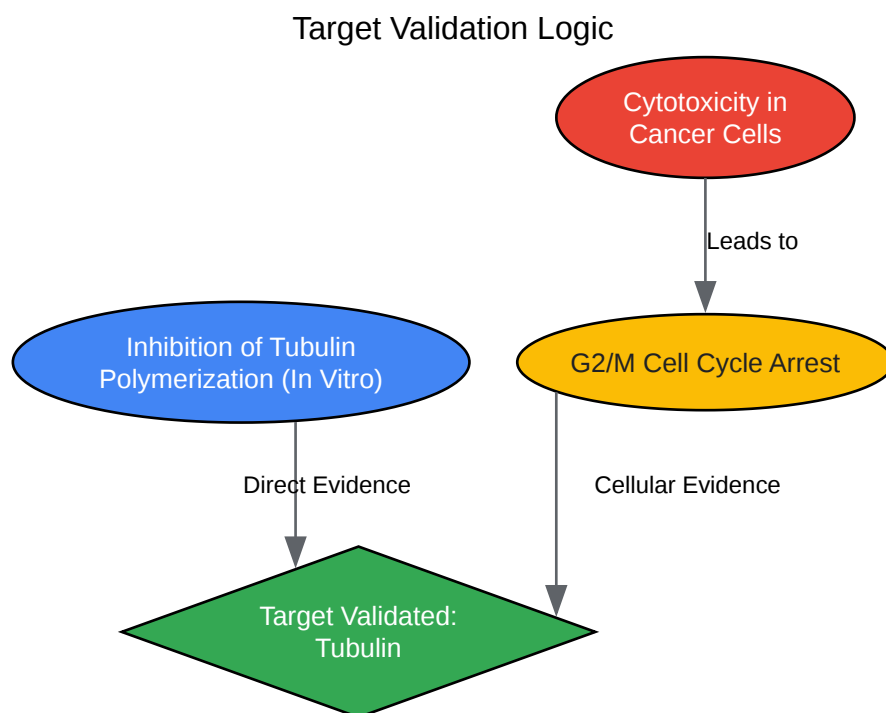 Target Validation Logic
Cytotoxicity in
Cancer Cells
Leads to
Inhibition of Tubulin
Polymerization (In Vitro)
G2/M Cell Cycle Arrest
Direct Evidence
Cellular Evidence
Target Validated:
Tubulin